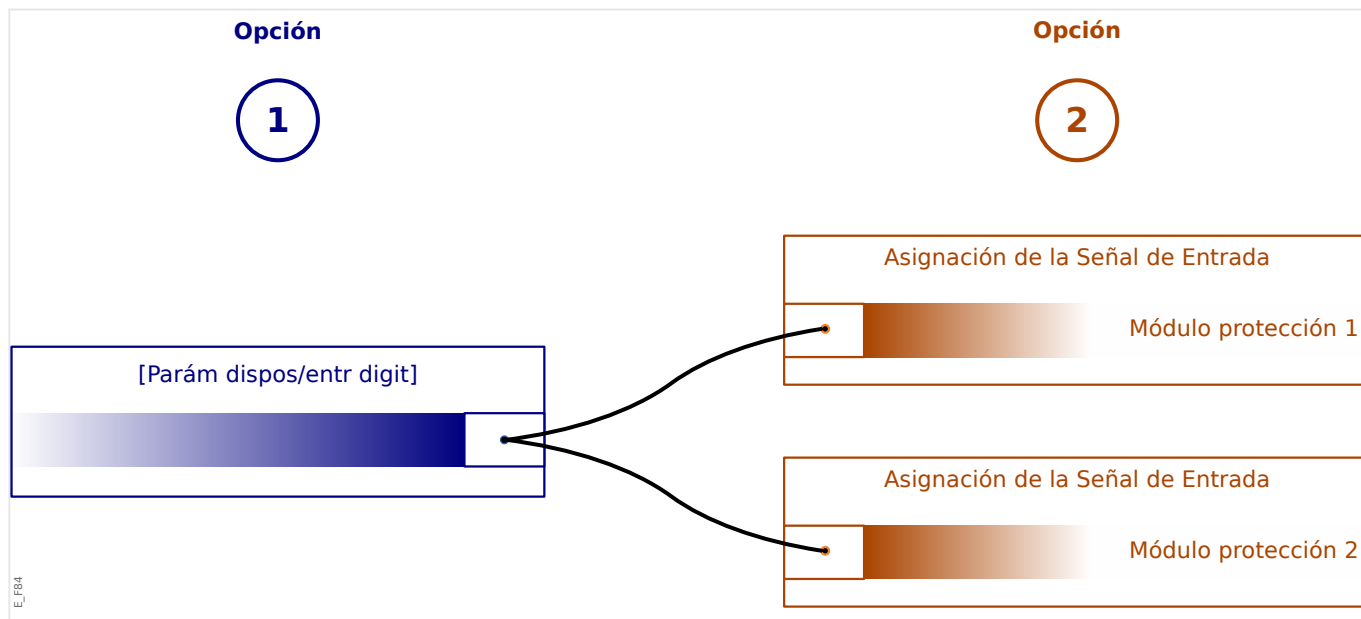 Opción
1
Opción
2
[Parám dispos/entr digit]
Asignación de la Señal de Entrada
Módulo protección 1
Asignación de la Señal de Entrada
Módulo protección 2
E_F84